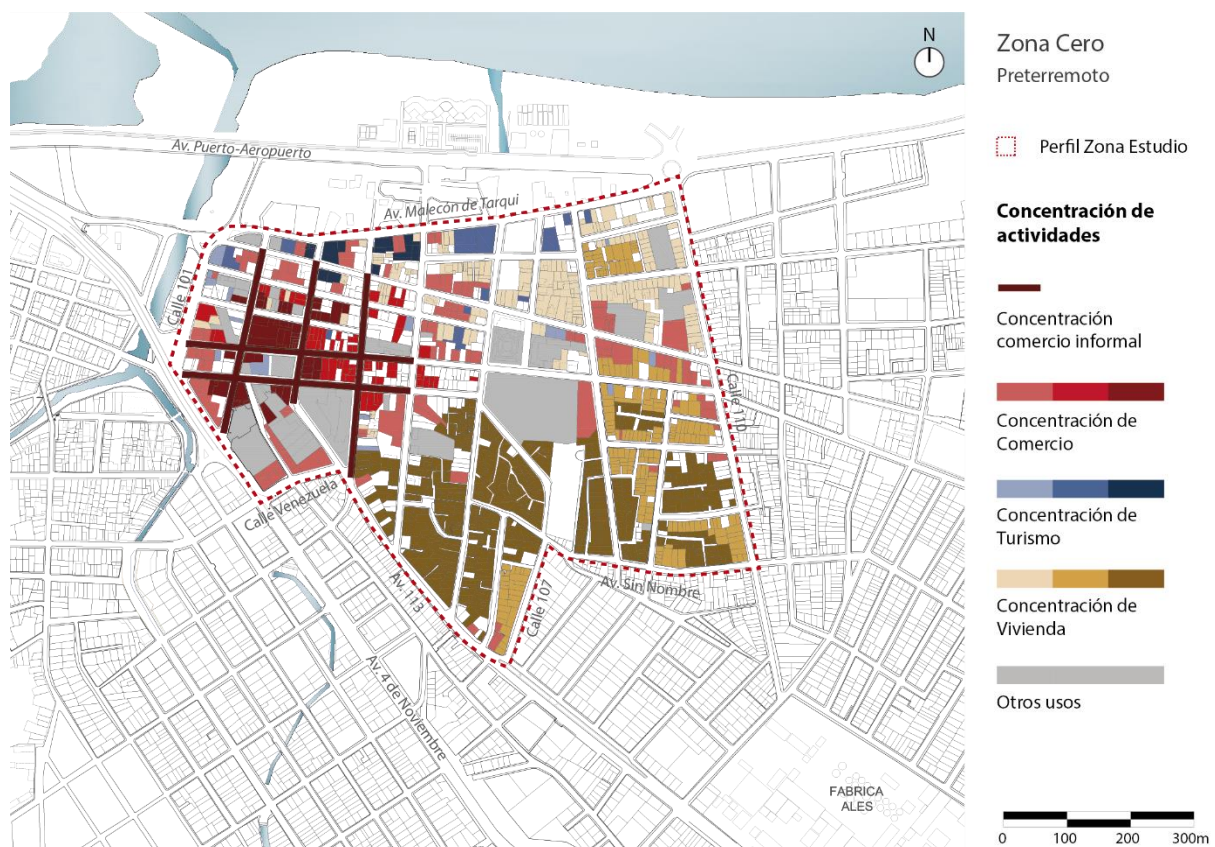 N
Av. Puerto-Aeropuerto
Av. Malecón de Tarqui
Calle 101
Calle 110
Calle Venezuela
Av. 113
Calle 107
Av. Sin Nombre
Av. 4 de Noviembre
FABRICA
ALES
Zona Cero
Preterremoto
Perfil Zona Estudio
Concentración de
actividades
Concentración
comercio informal
Concentración de
Comercio
Concentración de
Turismo
Concentración de
Vivienda
Otros usos
0 100 200 300m